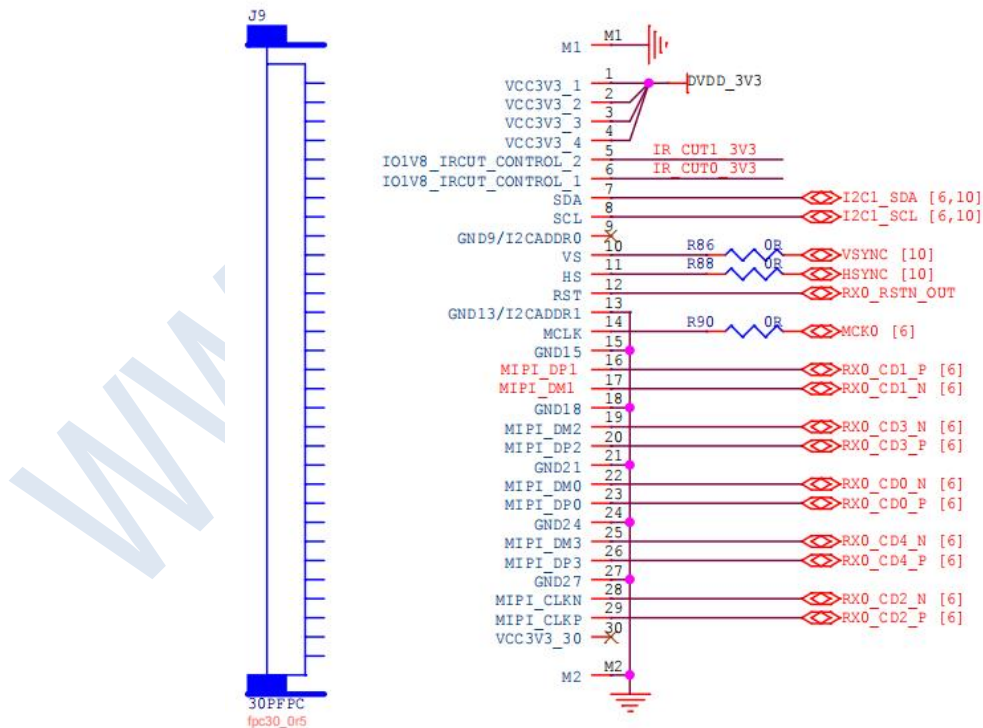 J9
M1 M1
VCC3V3_1 1 DVDD_3V3
VCC3V3_2 2
VCC3V3_3 3
VCC3V3_4 4
IO1V8_IRCUT_CONTROL_2 5 IR_CUT1_3V3
IO1V8_IRCUT_CONTROL_1 6 IR_CUT0_3V3
SDA 7 I2C1_SDA [6,10]
SCL 8 I2C1_SCL [6,10]
GND9/I2CADDR0 9
VS 10 R86 0R VSYNC [10]
HS 11 R88 0R HSYNC [10]
RST 12 RX0_RSTN_OUT
GND13/I2CADDR1 13
MCLK 14 R90 0R MCK0 [6]
GND15 15
MIPI_DP1 16 RX0_CD1_P [6]
MIPI_DM1 17 RX0_CD1_N [6]
GND18 18
MIPI_DM2 19 RX0_CD3_N [6]
MIPI_DP2 20 RX0_CD3_P [6]
GND21 21
MIPI_DM0 22 RX0_CD0_N [6]
MIPI_DP0 23 RX0_CD0_P [6]
GND24 24
MIPI_DM3 25 RX0_CD4_N [6]
MIPI_DP3 26 RX0_CD4_P [6]
GND27 27
MIPI_CLKN 28 RX0_CD2_N [6]
MIPI_CLKP 29 RX0_CD2_P [6]
VCC3V3_30 30
M2 M2
30PFPC
fpc30_0r5